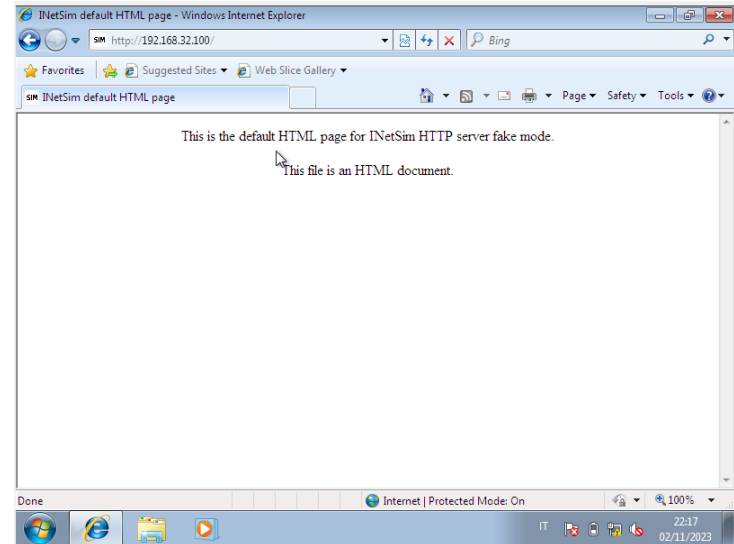 INetSim default HTML page - Windows Internet Explorer
SIM http://192.168.32.100/ Bing
Favorites Suggested Sites Web Slice Gallery
SIM INetSim default HTML page Page Safety Tools
This is the default HTML page for INetSim HTTP server fake mode.
This file is an HTML document.
Done Internet | Protected Mode: On 100%
IT 22:17
02/11/2023